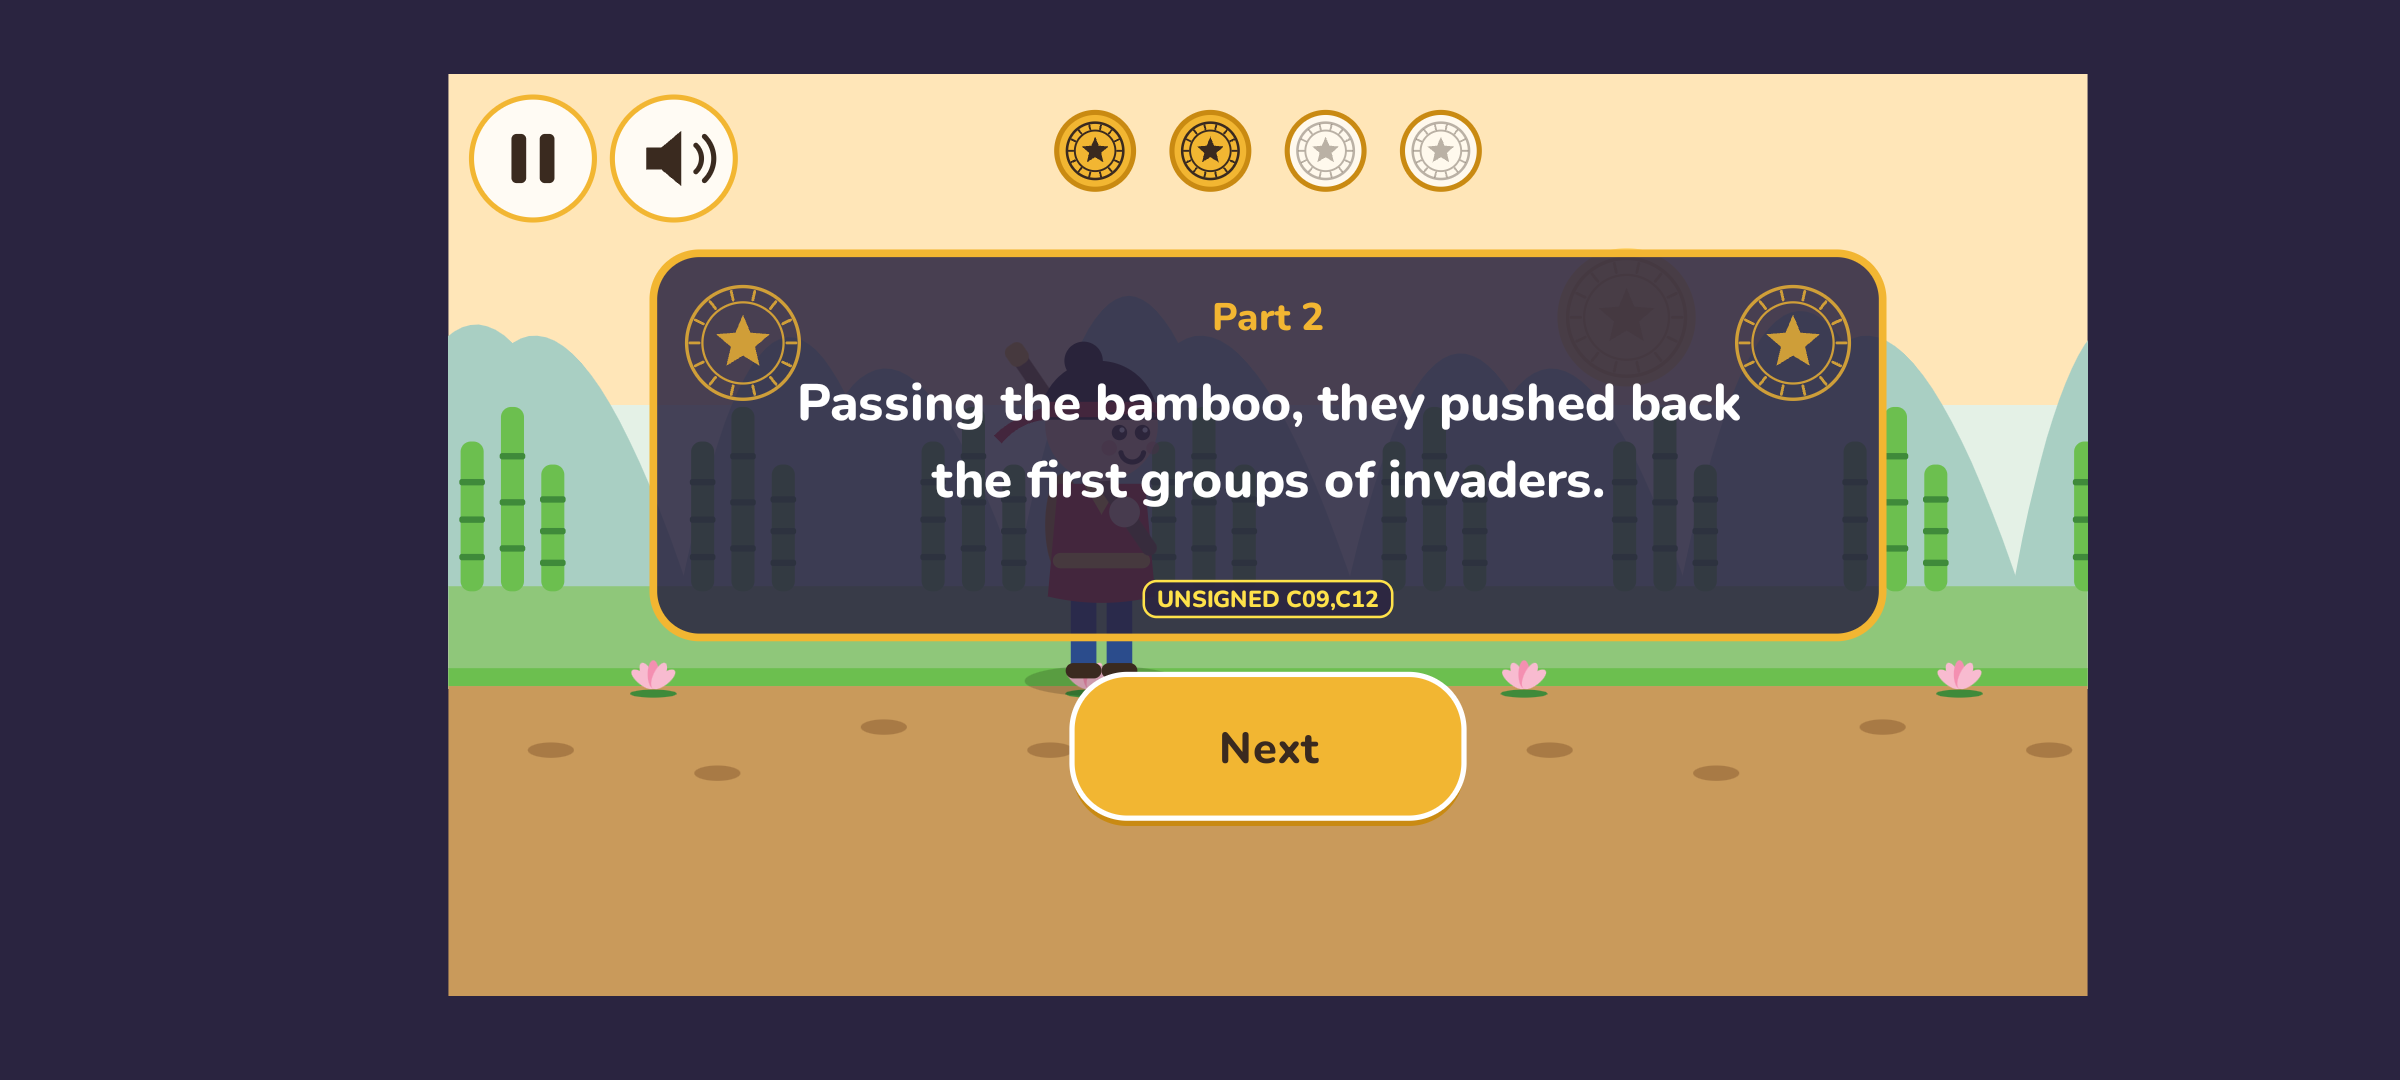 Part 2
Passing the bamboo, they pushed back
the first groups of invaders.
UNSIGNED C09,C12
Next